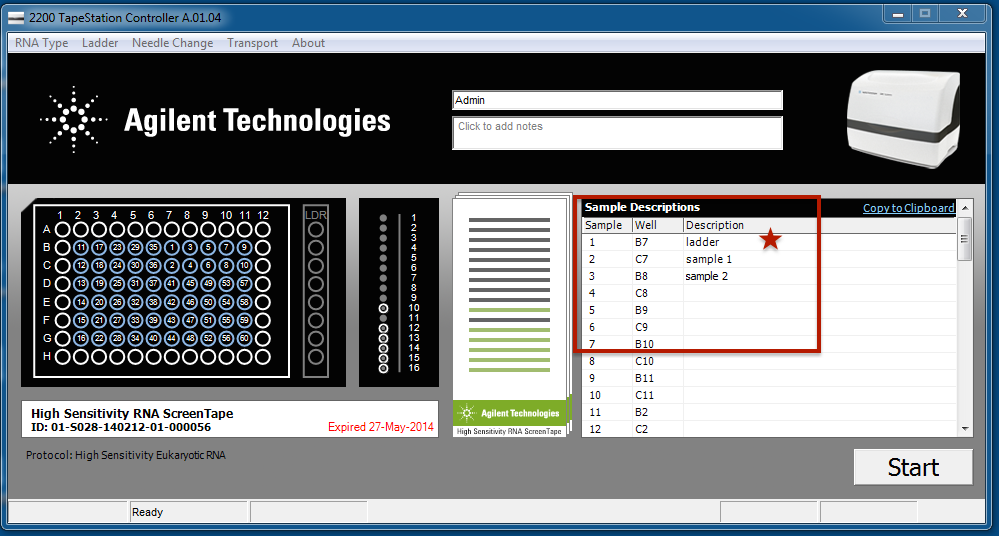 2200 TapeStation Controller A.01.04
RNA Type Ladder Needle Change Transport About
Agilent Technologies
Admin
Click to add notes
1 2 3 4 5 6 7 8 9 10 11 12 LDR
A
B 11 17 23 29 35 1 3 5 7 9
C 12 18 24 30 36 2 4 6 8 10
D 13 19 25 31 37 41 45 49 53 57
E 14 20 26 32 38 42 46 50 54 58
F 15 21 27 33 39 43 47 51 55 59
G 16 22 28 34 40 44 48 52 56 60
H
1
2
3
4
5
6
7
8
9
10
11
12
13
14
15
16
Agilent Technologies
High Sensitivity RNA ScreenTape
Sample Descriptions Copy to Clipboard
Sample Well Description
1 B7 ladder
2 C7 sample 1
3 B8 sample 2
4 C8
5 B9
6 C9
7 B10
8 C10
9 B11
10 C11
11 B2
12 C2
High Sensitivity RNA ScreenTape
ID: 01-S028-140212-01-000056 Expired 27-May-2014
Protocol: High Sensitivity Eukaryotic RNA
Start
Ready